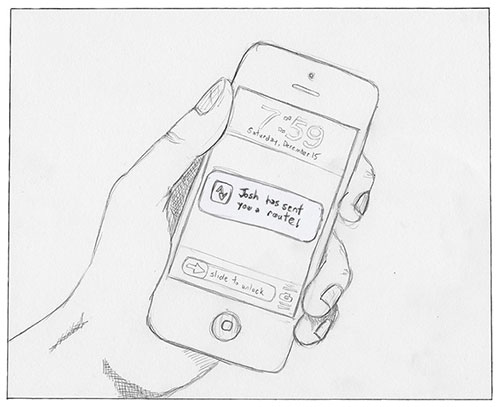 7:59
Saturday, December 15
Josh has sent
you a route!
slide to unlock